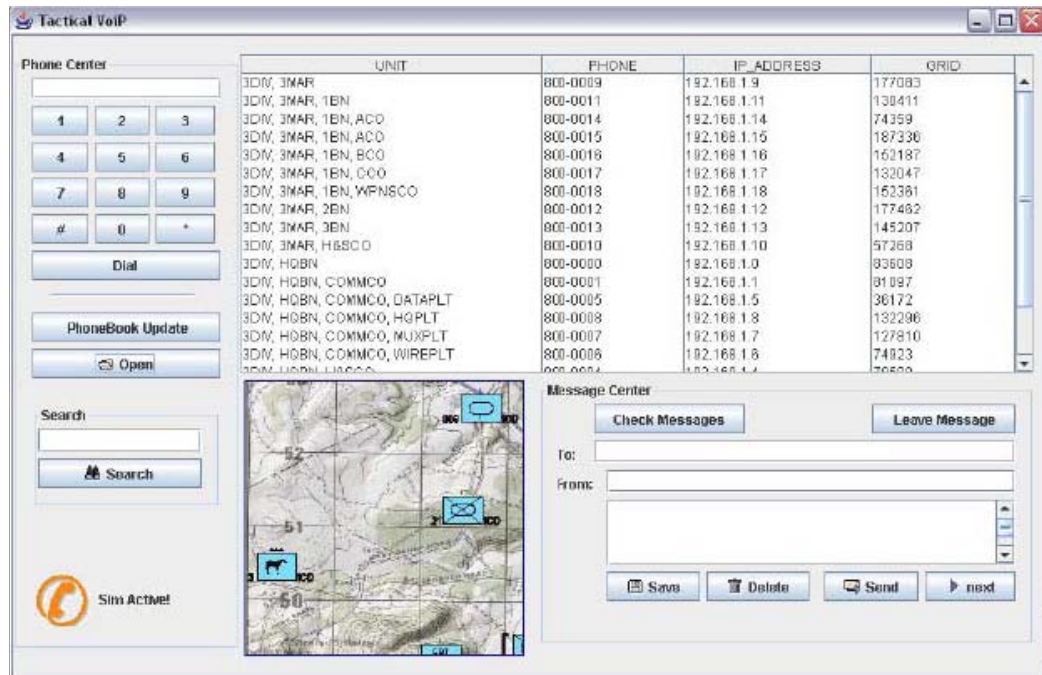 Tactical VoiP
Phone Center
1 2 3
4 5 6
7 8 9
# 0 *
Dial
PhoneBook Update
Open
Search
Search
Sim Active!
UNIT PHONE IP_ADDRESS GRID
3DIV, 3MAR 800-0009 192.168.1.9 177083
3DIV, 3MAR, 1BN 800-0011 192.168.1.11 130411
3DIV, 3MAR, 1BN, ACO 800-0014 192.168.1.14 74359
3DIV, 3MAR, 1BN, ACO 800-0015 192.168.1.15 187336
3DIV, 3MAR, 1BN, BCO 800-0016 192.168.1.16 152187
3DIV, 3MAR, 1BN, CCO 800-0017 192.168.1.17 132047
3DIV, 3MAR, 1BN, WPNSCO 800-0018 192.168.1.18 152361
3DIV, 3MAR, 2BN 800-0012 192.168.1.12 177462
3DIV, 3MAR, 3BN 800-0013 192.168.1.13 145207
3DIV, 3MAR, H&SCO 800-0010 192.168.1.10 57268
3DIV, HQBN 800-0000 192.168.1.0 83608
3DIV, HQBN, COMMCO 800-0001 192.168.1.1 81097
3DIV, HQBN, COMMCO, DATAPLT 800-0005 192.168.1.5 36172
3DIV, HQBN, COMMCO, HQPLT 800-0008 192.168.1.8 132296
3DIV, HQBN, COMMCO, MUXPLT 800-0007 192.168.1.7 127810
3DIV, HQBN, COMMCO, WIREPLT 800-0006 192.168.1.6 74923
52
51
50
Message Center
Check Messages Leave Message
To:
From:
Save Delete Send next